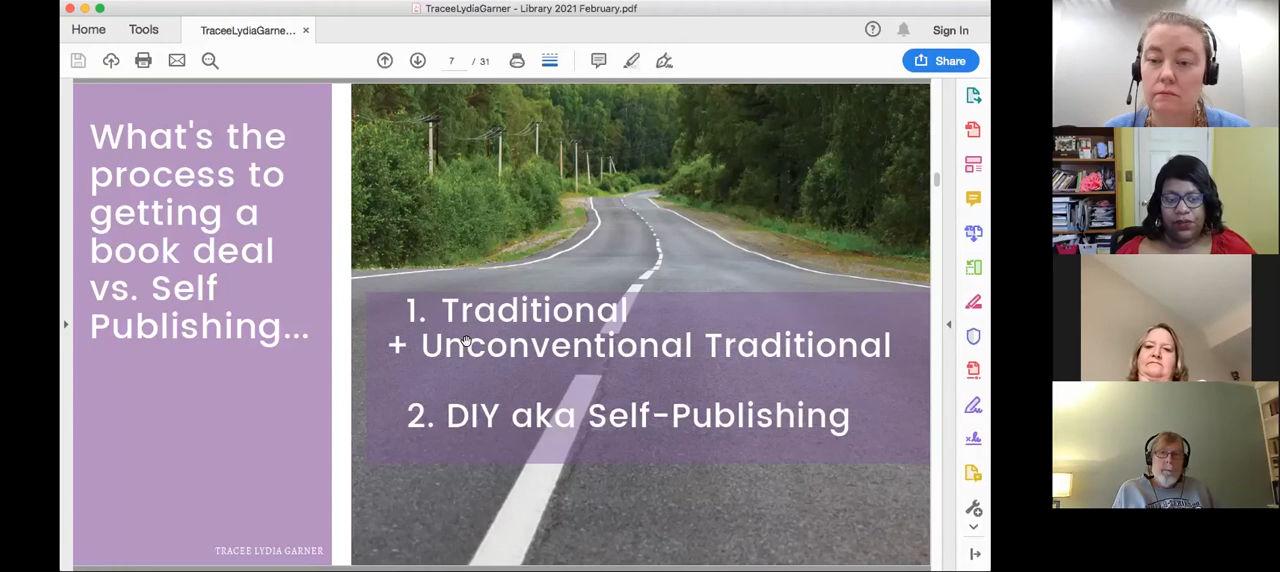 TraceeLydiaGarner - Library 2021 February.pdf
Home
Tools
TraceeLydiaGarne...
Sign In
7
/ 31
Share
What's the
process to
getting a
book deal
vs. Self
Publishing...
1. Traditional
+ Unconventional Traditional
2. DIY aka Self-Publishing
TRACEE LYDIA GARNER